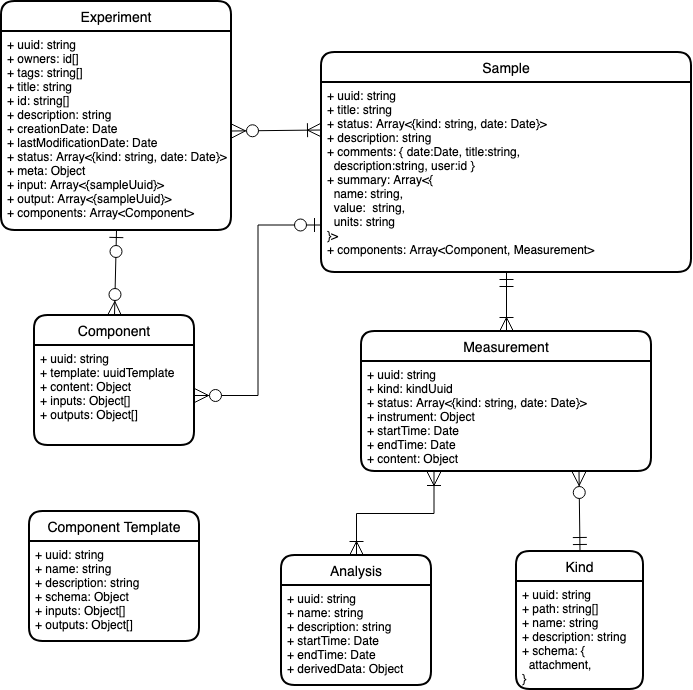 Experiment
+ uuid: string
+ owners: id[]
+ tags: string[]
+ title: string
+ id: string[]
+ description: string
+ creationDate: Date
+ lastModificationDate: Date
+ status: Array<{kind: string, date: Date}>
+ meta: Object
+ input: Array<{sampleUuid}>
+ output: Array<{sampleUuid}>
+ components: Array<Component>
Sample
+ uuid: string
+ title: string
+ status: Array<{kind: string, date: Date}>
+ description: string
+ comments: { date:Date, title:string,
description:string, user:id }
+ summary: Array<{
name: string,
value:  string,
units: string
}>
+ components: Array<Component, Measurement>
Component
+ uuid: string
+ template: uuidTemplate
+ content: Object
+ inputs: Object[]
+ outputs: Object[]
Measurement
+ uuid: string
+ kind: kindUuid
+ status: Array<{kind: string, date: Date}>
+ instrument: Object
+ startTime: Date
+ endTime: Date
+ content: Object
Component Template
+ uuid: string
+ name: string
+ description: string
+ schema: Object
+ inputs: Object[]
+ outputs: Object[]
Analysis
+ uuid: string
+ name: string
+ description: string
+ startTime: Date
+ endTime: Date
+ derivedData: Object
Kind
+ uuid: string
+ path: string[]
+ name: string
+ description: string
+ schema: {
attachment,
}